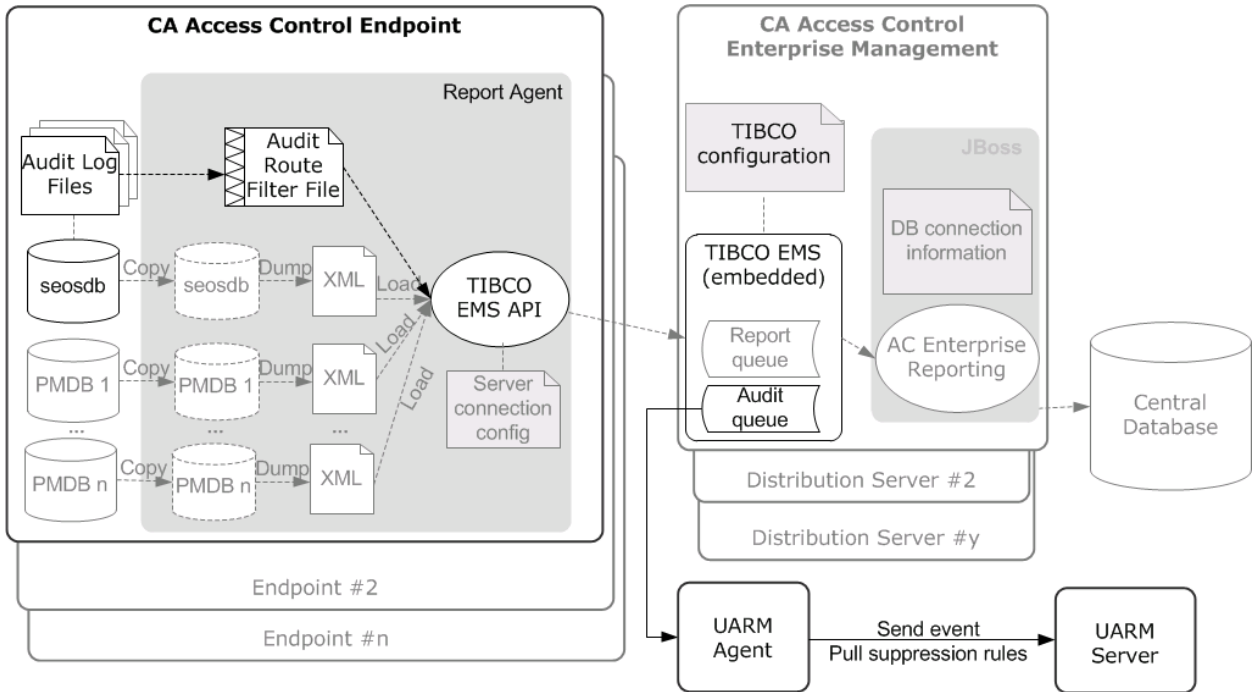 CA Access Control Endpoint
Report Agent
Audit Log
Files
Audit
Route
Filter File
seosdb
Copy
seosdb
Dump
XML
Load
TIBCO
EMS API
PMDB 1
Copy
PMDB 1
Dump
XML
Load
Server
connection
config
...
...
...
PMDB n
Copy
PMDB n
Dump
XML
Load
Endpoint #2
Endpoint #n
CA Access Control
Enterprise Management
TIBCO
configuration
JBoss
DB connection
information
TIBCO EMS
(embedded)
Report
queue
Audit
queue
AC Enterprise
Reporting
Central
Database
Distribution Server #2
Distribution Server #y
UARM
Agent
Send event
Pull suppression rules
UARM
Server